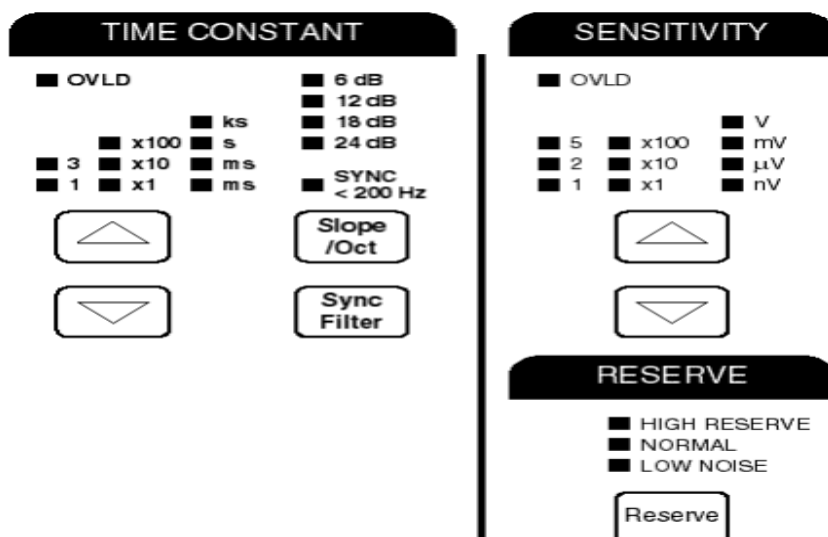 TIME CONSTANT
OVLD
6 dB
12 dB
18 dB
24 dB
SYNC
< 200 Hz
ks
x100 s
3 x10 ms
1 x1 ms
Slope
/Oct
Sync
Filter
SENSITIVITY
OVLD
V
5 x100 mV
2 x10 μV
1 x1 nV
RESERVE
HIGH RESERVE
NORMAL
LOW NOISE
Reserve